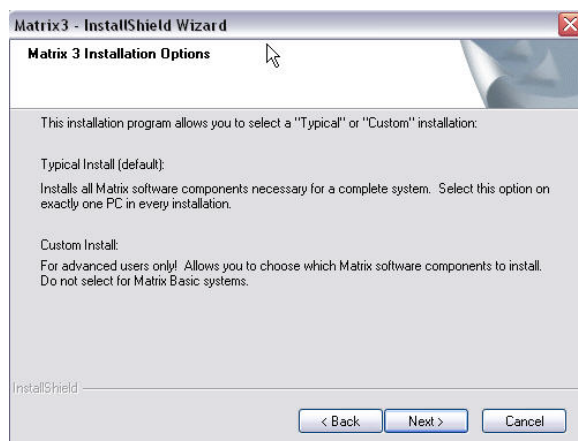 Matrix3 - InstallShield Wizard
Matrix 3 Installation Options
This installation program allows you to select a "Typical" or "Custom" installation:
Typical Install (default):
Installs all Matrix software components necessary for a complete system.  Select this option on
exactly one PC in every installation.
Custom Install:
For advanced users only!  Allows you to choose which Matrix software components to install.
Do not select for Matrix Basic systems.
InstallShield
< Back
Next >
Cancel